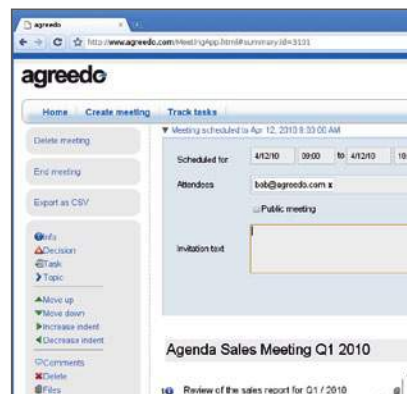 agreedo
http://www.agreedo.com/MeetingApp.html#summary.id=3101
agreedo
Home Create meeting Track tasks
Delete meeting
End meeting
Export as CSV
Info
Decision
Task
Topic
Move up
Move down
Increase indent
Decrease indent
Comments
Delete
Files
Meeting scheduled to Apr 12, 2010 9:00:00 AM
Scheduled for 4/12/10 09:00 to 4/12/10 10
Attendees bob@agreedo.com x
Public meeting
Invitation text
Agenda Sales Meeting Q1 2010
Review of the sales report for Q1 / 2010